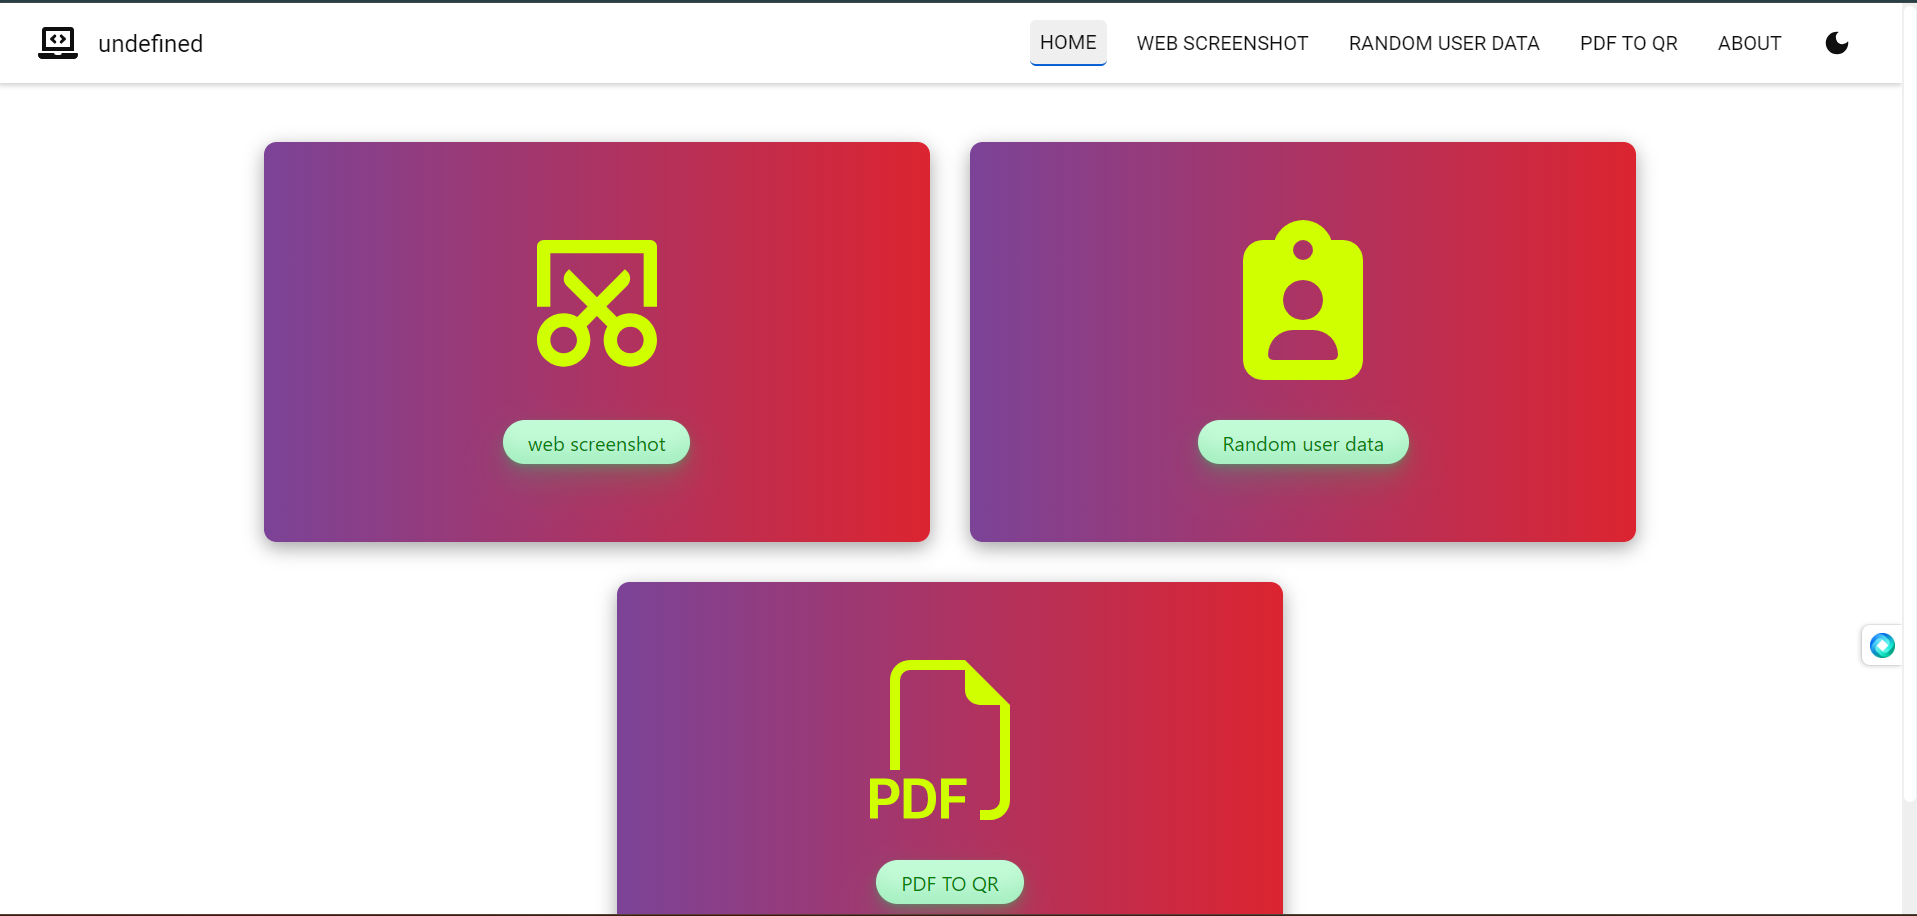 undefined
HOME
WEB SCREENSHOT
RANDOM USER DATA
PDF TO QR
ABOUT
web screenshot
Random user data
PDF
PDF TO QR